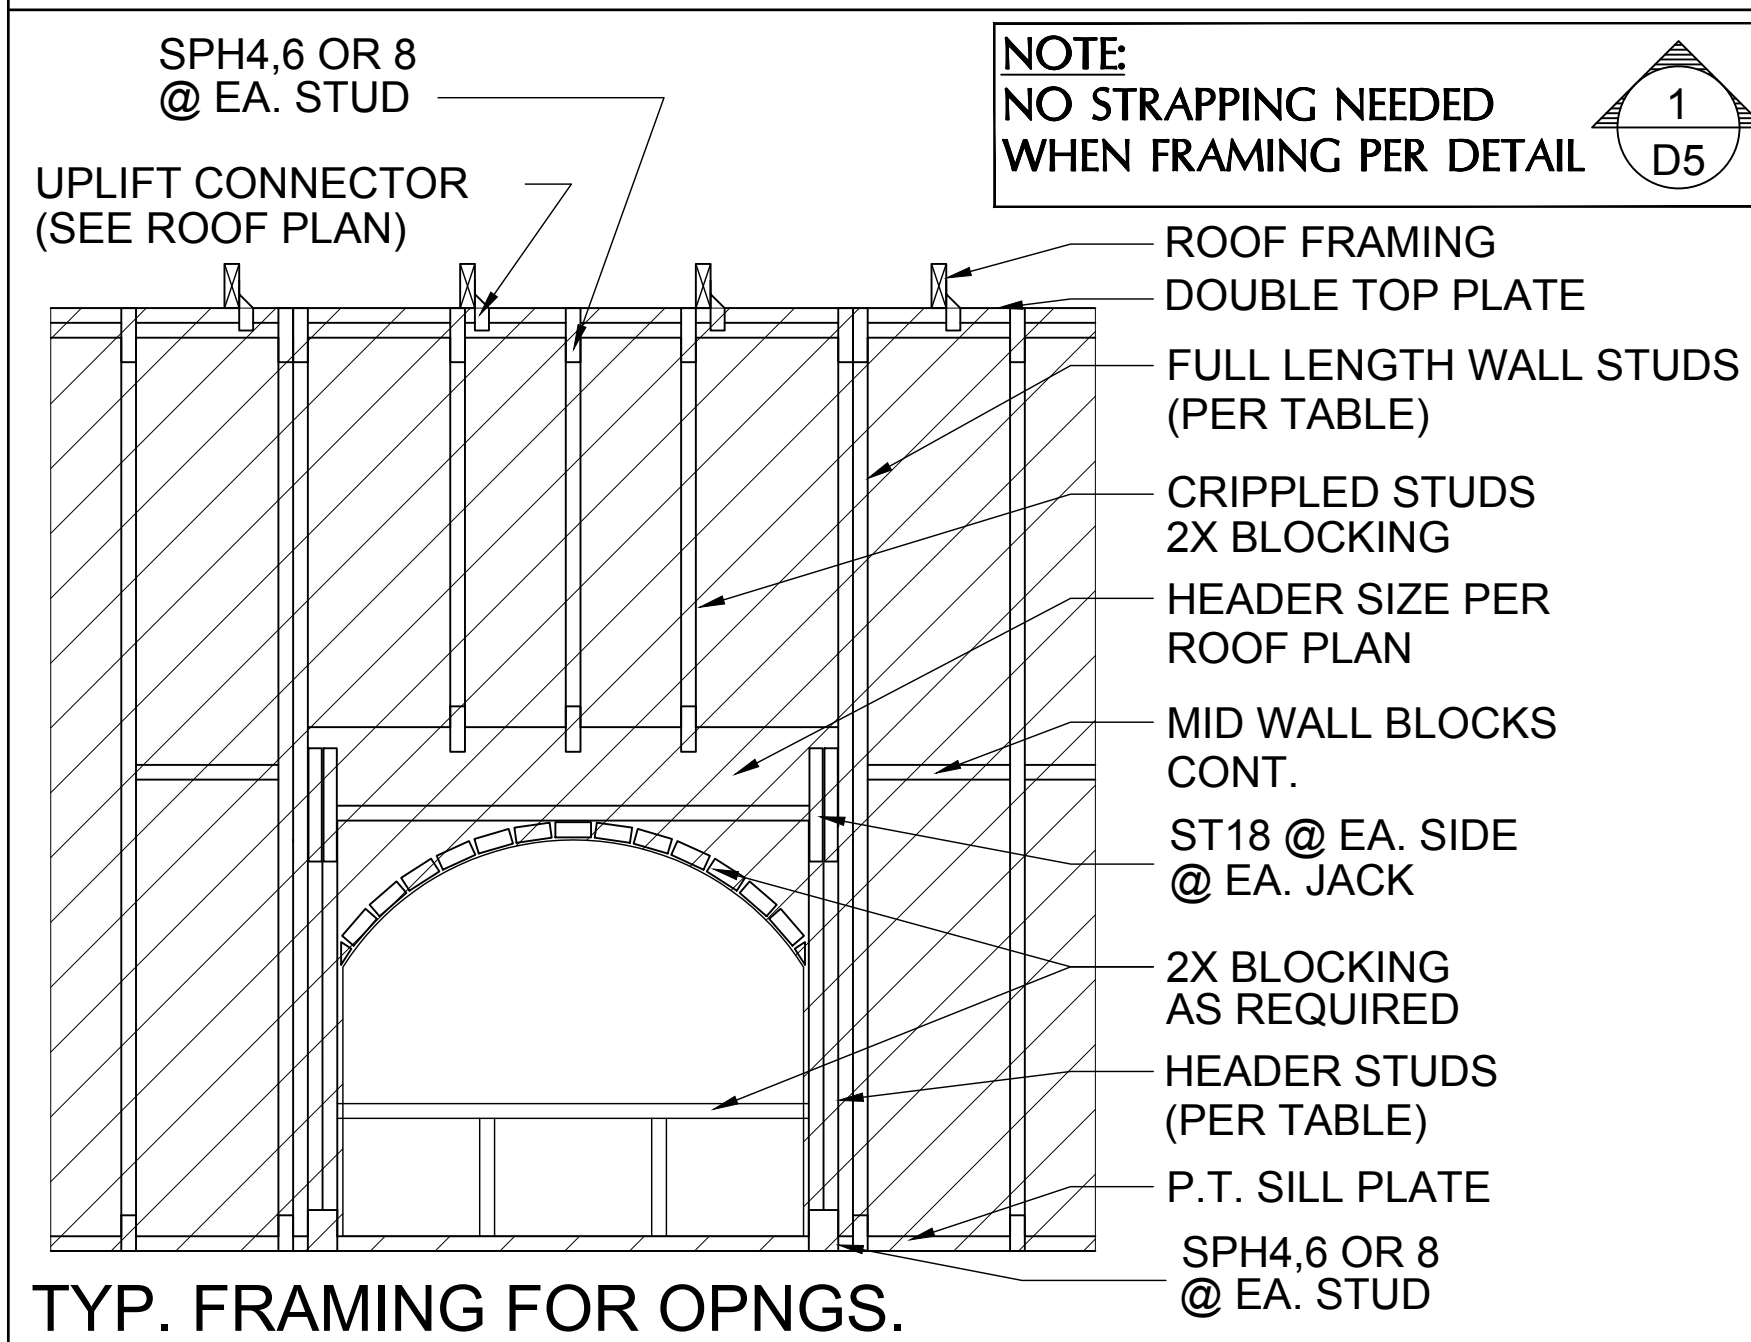 SPH4,6 OR 8
@ EA. STUD
UPLIFT CONNECTOR
(SEE ROOF PLAN)
NOTE:
NO STRAPPING NEEDED
WHEN FRAMING PER DETAIL
1
D5
ROOF FRAMING
DOUBLE TOP PLATE
FULL LENGTH WALL STUDS
(PER TABLE)
CRIPPLED STUDS
2X BLOCKING
HEADER SIZE PER
ROOF PLAN
MID WALL BLOCKS
CONT.
ST18 @ EA. SIDE
@ EA. JACK
2X BLOCKING
AS REQUIRED
HEADER STUDS
(PER TABLE)
P.T. SILL PLATE
SPH4,6 OR 8
@ EA. STUD
TYP. FRAMING FOR OPNGS.